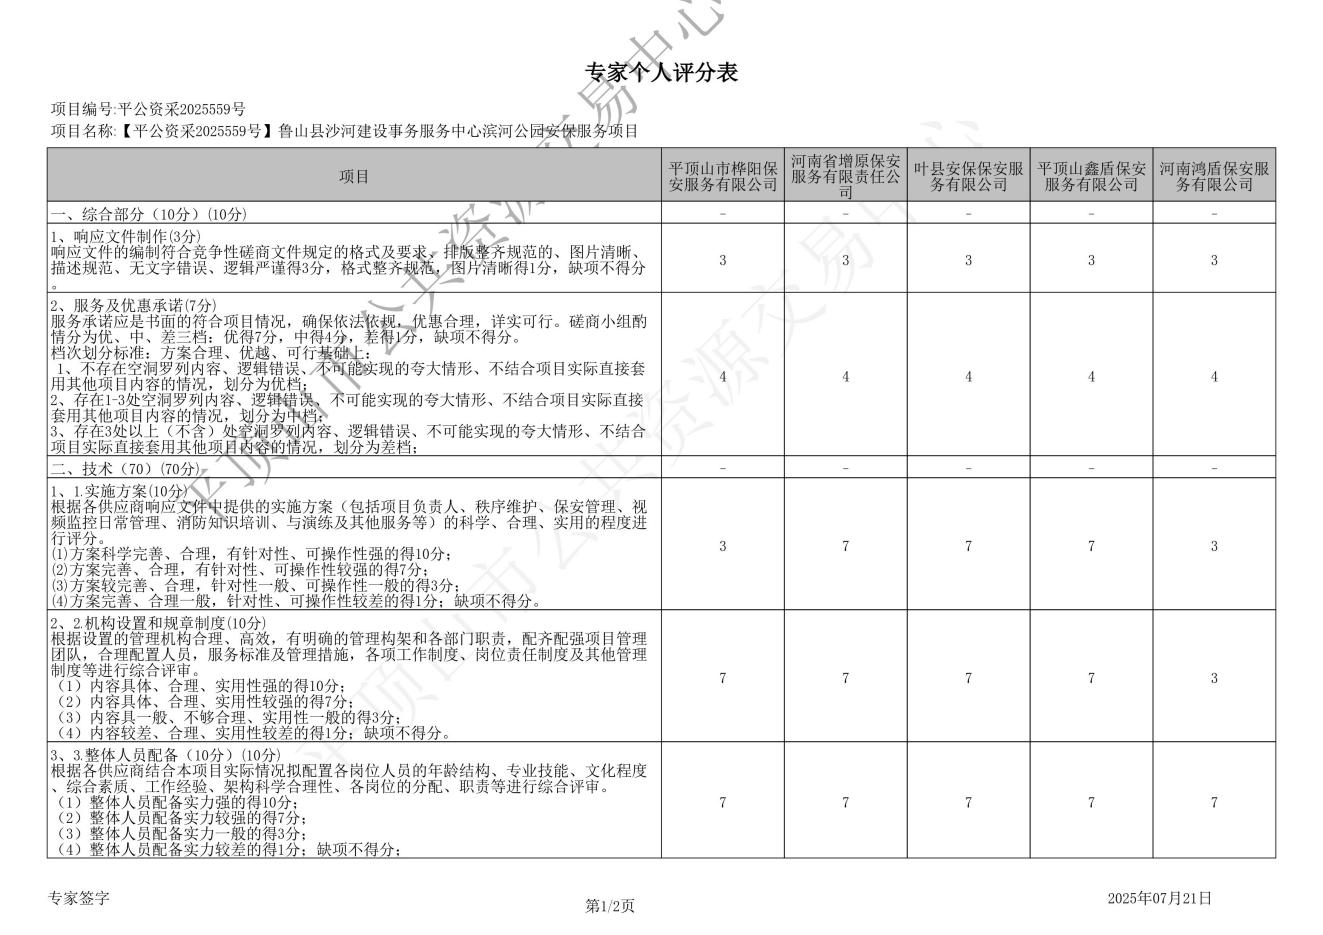 专家个人评分表
项目编号:平公资采2025559号
项目名称:【平公资采2025559号】鲁山县沙河建设事务服务中心滨河公园安保服务项目
项目
平顶山市桦阳保
安服务有限公司
河南省增原保安
服务有限责任公
司
叶县安保保安服
务有限公司
平顶山鑫盾保安
服务有限公司
河南鸿盾保安服
务有限公司
一、综合部分（10分）(10分)
-
-
-
-
-
1、响应文件制作(3分)
响应文件的编制符合竞争性磋商文件规定的格式及要求、排版整齐规范的、图片清晰、
描述规范、无文字错误、逻辑严谨得3分，格式整齐规范，图片清晰得1分，缺项不得分
。
3
3
3
3
3
2、服务及优惠承诺(7分)
服务承诺应是书面的符合项目情况，确保依法依规，优惠合理，详实可行。磋商小组酌
情分为优、中、差三档：优得7分，中得4分，差得1分，缺项不得分。
档次划分标准：方案合理、优越、可行基础上：
1、不存在空洞罗列内容、逻辑错误、不可能实现的夸大情形、不结合项目实际直接套
用其他项目内容的情况，划分为优档；
2、存在1-3处空洞罗列内容、逻辑错误、不可能实现的夸大情形、不结合项目实际直接
套用其他项目内容的情况，划分为中档；
3、存在3处以上（不含）处空洞罗列内容、逻辑错误、不可能实现的夸大情形、不结合
项目实际直接套用其他项目内容的情况，划分为差档；
4
4
4
4
4
二、技术（70）(70分)
-
-
-
-
-
1、1.实施方案(10分)
根据各供应商响应文件中提供的实施方案（包括项目负责人、秩序维护、保安管理、视
频监控日常管理、消防知识培训、与演练及其他服务等）的科学、合理、实用的程度进
行评分。
(1)方案科学完善、合理，有针对性、可操作性强的得10分；
(2)方案完善、合理，有针对性、可操作性较强的得7分；
(3)方案较完善、合理，针对性一般、可操作性一般的得3分；
(4)方案完善、合理一般，针对性、可操作性较差的得1分；缺项不得分。
3
7
7
7
3
2、2.机构设置和规章制度(10分)
根据设置的管理机构合理、高效，有明确的管理构架和各部门职责，配齐配强项目管理
团队，合理配置人员，服务标准及管理措施，各项工作制度、岗位责任制度及其他管理
制度等进行综合评审。
（1）内容具体、合理、实用性强的得10分；
（2）内容具体、合理、实用性较强的得7分；
（3）内容具一般、不够合理、实用性一般的得3分；
（4）内容较差、合理、实用性较差的得1分；缺项不得分。
7
7
7
7
3
3、3.整体人员配备（10分）(10分)
根据各供应商结合本项目实际情况拟配置各岗位人员的年龄结构、专业技能、文化程度
、综合素质、工作经验、架构科学合理性、各岗位的分配、职责等进行综合评审。
（1）整体人员配备实力强的得10分；
（2）整体人员配备实力较强的得7分；
（3）整体人员配备实力一般的得3分；
（4）整体人员配备实力较差的得1分；缺项不得分；
7
7
7
7
7
专家签字
第1/2页
2025年07月21日
平顶山市公共资源交易中心
平顶山市公共资源交易中心